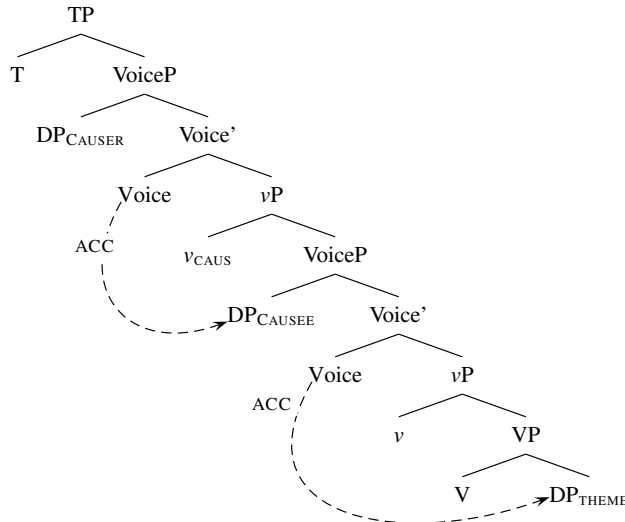 TP
T VoiceP
DPCAUSER Voice’
Voice vP
ACC
vCAUS VoiceP
DPCAUSEE Voice’
Voice vP
ACC
v VP
V DPTHEME